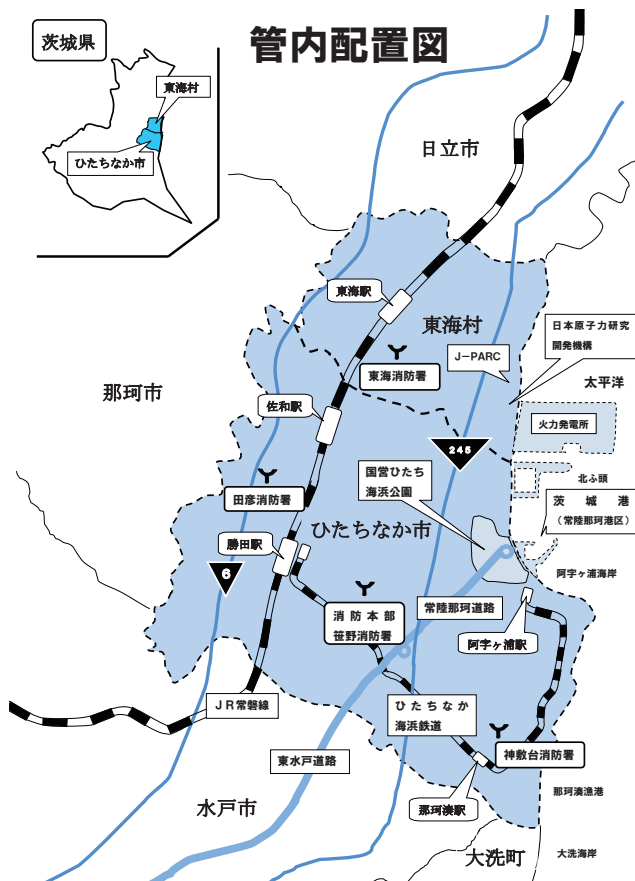 管内配置図
茨城県
東海村
ひたちなか市
日立市
東海駅
東海村
日本原子力研究
開発機構
J-PARC
太平洋
東海消防署
那珂市
佐和駅
火力発電所
245
国営ひたち
海浜公園
北ふ頭
田彦消防署
茨城港
(常陸那珂港区)
ひたちなか市
勝田駅
6
阿字ヶ浦海岸
消防本部
笹野消防署
常陸那珂道路
阿字ヶ浦駅
JR常磐線
ひたちなか
海浜鉄道
神敷台消防署
東水戸道路
那珂湊漁港
那珂湊駅
水戸市
大洗町
大洗海岸